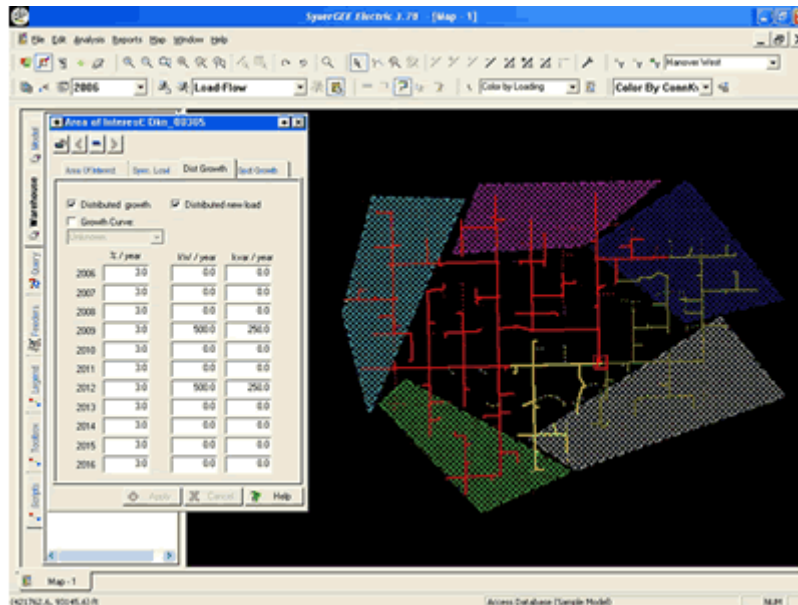 SynerGEE Electric 3.70 - [Map - 1]
File Edit Analysis Reports Map Window Help
Hanover West
2006 Load-Flow Color by Loading Color By
Area of Interest:
Area Of Interest Spec. Load Dist Growth Spot Growth
Distributed growth Distributed new load
Growth Curve:
Unknown
% / year kW / year kvar / year
2006 3.0 0.0 0.0
2007 3.0 0.0 0.0
2008 3.0 0.0 0.0
2009 3.0 500.0 250.0
2010 3.0 0.0 0.0
2011 3.0 0.0 0.0
2012 3.0 500.0 250.0
2013 3.0 0.0 0.0
2014 3.0 0.0 0.0
2015 3.0 0.0 0.0
2016 3.0 0.0 0.0
Apply Cancel Help
Model
Warehouse
Query
Feeders
Legend
Toolbox
Scripts
Map - 1
Access Database (Sample Model) NUM